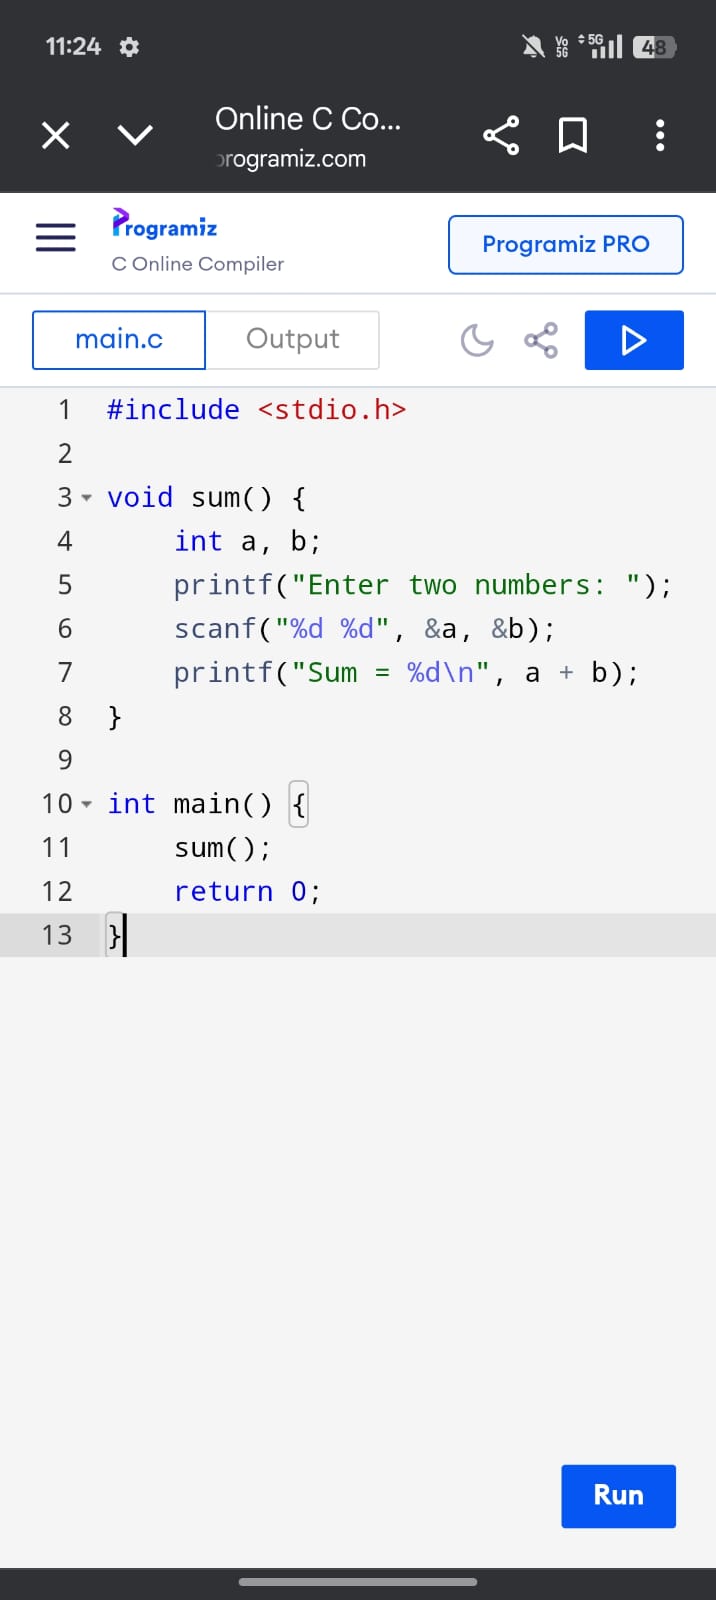 11:24 Vo 5G 5G 48
Online C Co...
programiz.com
Programiz
C Online Compiler
Programiz PRO
main.c Output
1 #include <stdio.h>
2
3 void sum() {
4     int a, b;
5     printf("Enter two numbers: ");
6     scanf("%d %d", &a, &b);
7     printf("Sum = %d\n", a + b);
8 }
9
10 int main() {
11     sum();
12     return 0;
13 }
Run